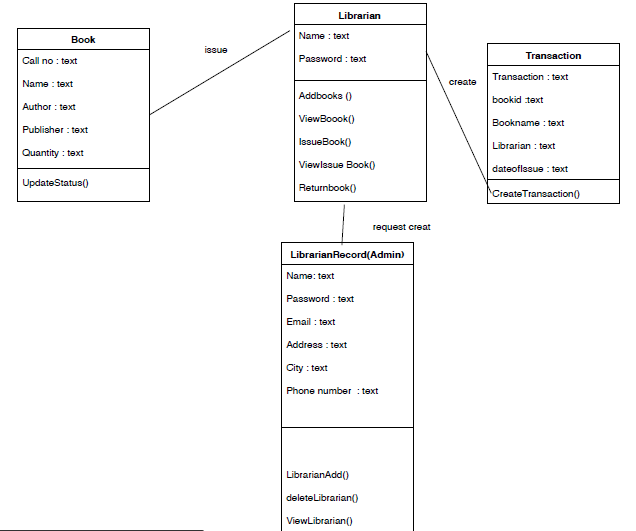 Book
Call no : text
Name : text
Author : text
Publisher : text
Quantity : text
UpdateStatus()
issue
Librarian
Name : text
Password : text
Addbooks ()
ViewBoook()
IssueBook()
ViewIssue Book()
Returnbook()
create
Transaction
Transaction : text
bookid :text
Bookname : text
Librarian : text
dateofIssue : text
CreateTransaction()
request creat
LibrarianRecord(Admin)
Name: text
Password : text
Email : text
Address : text
City : text
Phone number : text
LibrarianAdd()
deleteLibrarian()
ViewLibrarian()